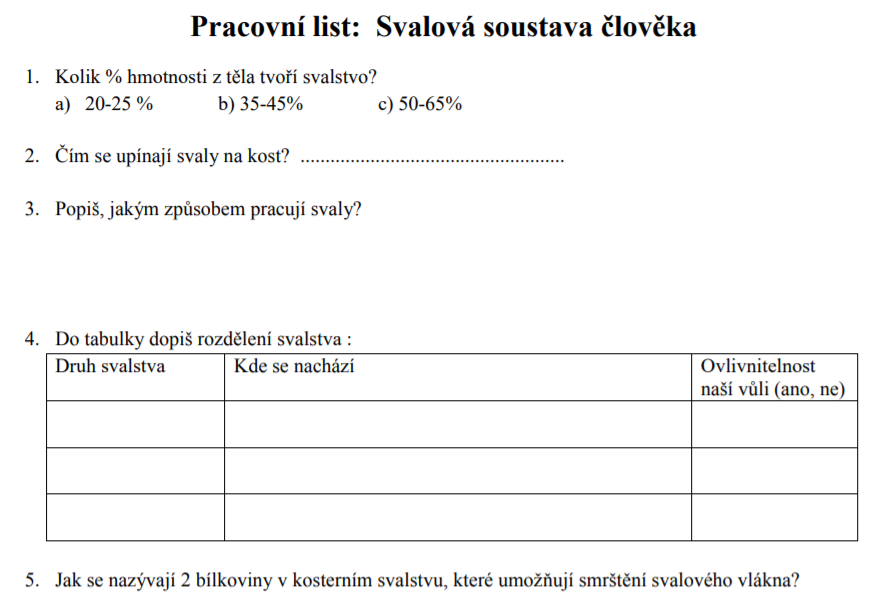 Pracovní list:  Svalová soustava člověka
1. Kolik % hmotnosti z těla tvoří svalstvo?
a) 20-25 % b) 35-45% c) 50-65%
2. Čím se upínají svaly na kost? ......................................................
3. Popiš, jakým způsobem pracují svaly?
4. Do tabulky dopiš rozdělení svalstva :
Druh svalstva Kde se nachází Ovlivnitelnost
naší vůli (ano, ne)
5. Jak se nazývají 2 bílkoviny v kosterním svalstvu, které umožňují smrštění svalového vlákna?